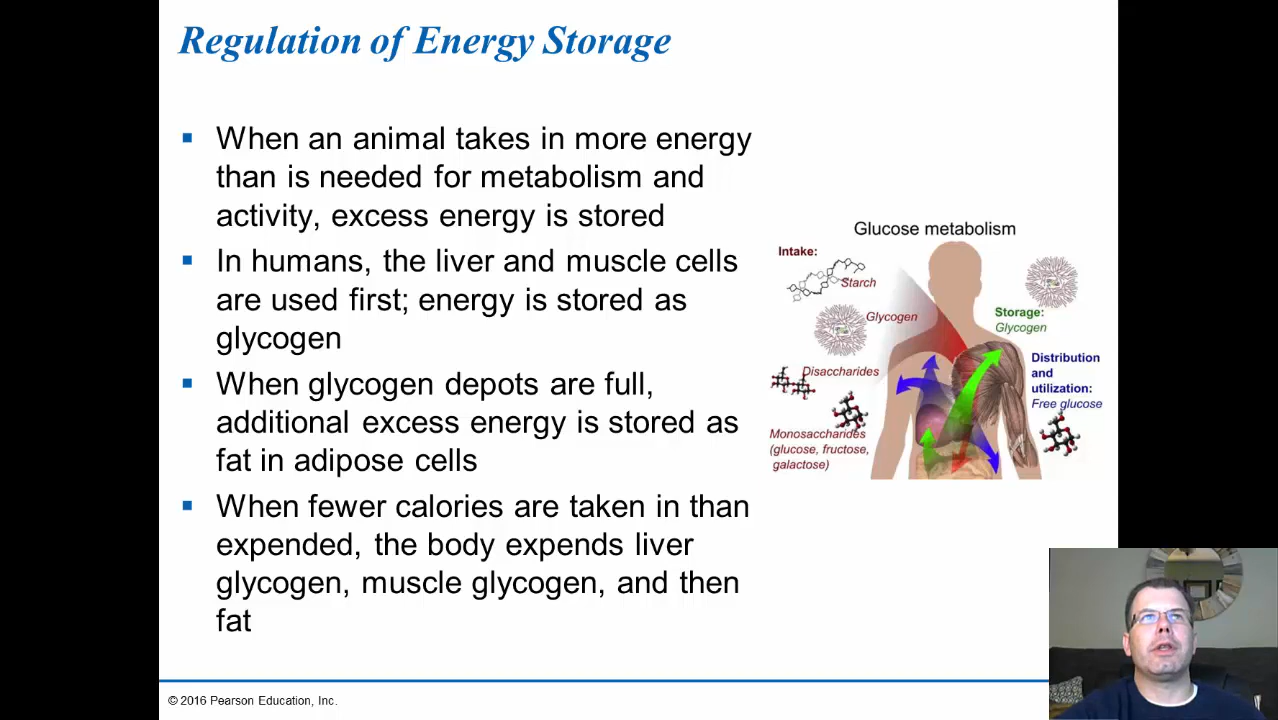 Regulation of Energy Storage
When an animal takes in more energy
than is needed for metabolism and
activity, excess energy is stored
In humans, the liver and muscle cells
are used first; energy is stored as
glycogen
When glycogen depots are full,
additional excess energy is stored as
fat in adipose cells
When fewer calories are taken in than
expended, the body expends liver
glycogen, muscle glycogen, and then
fat
Glucose metabolism
Intake:
Starch
Glycogen
Disaccharides
Monosaccharides
(glucose, fructose,
galactose)
Storage:
Glycogen
Distribution
and
utilization:
Free glucose
© 2016 Pearson Education, Inc.